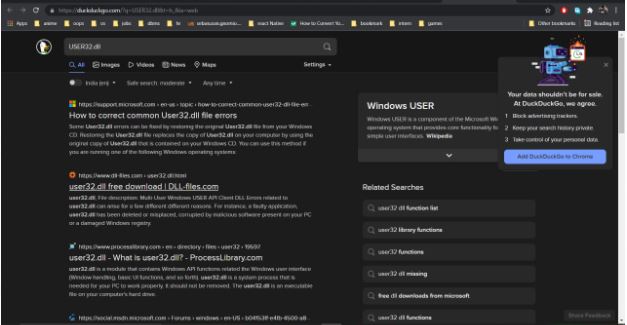 https://duckduckgo.com/?q=USER32.dll&t=h_&ia=web
Apps
anime
oops
os
jobs
dbms
fe
react Native
How to Convert Yo...
bookmark
intern
games
Other bookmarks
Reading list
USER32.dll
All
Images
Videos
News
Maps
Settings
India (en)
Safe search: moderate
Any time
https://support.microsoft.com › en-us › topic › how-to-correct-common-user32-dll-file-err...
How to correct common User32.dll file errors
Some User32.dll errors can be fixed by restoring the original User32.dll file from your Windows
CD. Restoring the User32.dll file replaces the copy of User32.dll on your computer by using the
original copy of User32.dll that is contained on your Windows CD. You can use this method if
you are running one of the following Windows operating systems:
https://www.dll-files.com › user32.dll.html
user32.dll free download | DLL-files.com
user32.dll, File description: Multi-User Windows USER API Client DLL Errors related to
user32.dll can arise for a few different different reasons. For instance, a faulty application,
user32.dll has been deleted or misplaced, corrupted by malicious software present on your PC
or a damaged Windows registry.
https://www.processlibrary.com › en › directory › files › user32 › 19597
user32.dll - What is user32.dll? - ProcessLibrary.com
user32.dll is a module that contains Windows API functions related the Windows user interface
(Window handling, basic UI functions, and so forth). user32.dll is a system process that is
needed for your PC to work properly. It should not be removed. The user32.dll is an executable
file on your computer's hard drive.
https://social.msdn.microsoft.com › Forums › windows › en-US
Windows USER
Windows USER is a component of the Microsoft Win
operating system that provides core functionality fo
simple user interfaces. Wikipedia
Related Searches
user32 dll function list
user32 library functions
user32 functions
user32 dll missing
free dll downloads from microsoft
user32 dll functions
Your data shouldn't be for sale.
At DuckDuckGo, we agree.
1 Block advertising trackers.
2 Keep your search history private
3 Take control of your personal data.
Add DuckDuckGo to Chrome
Share Feedback